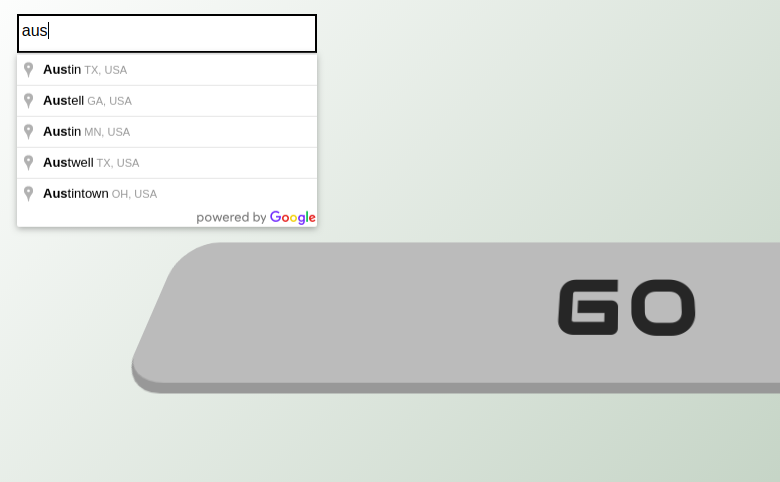 aus
Austin TX, USA
Austell GA, USA
Austin MN, USA
Austwell TX, USA
Austintown OH, USA
powered by Google
GO